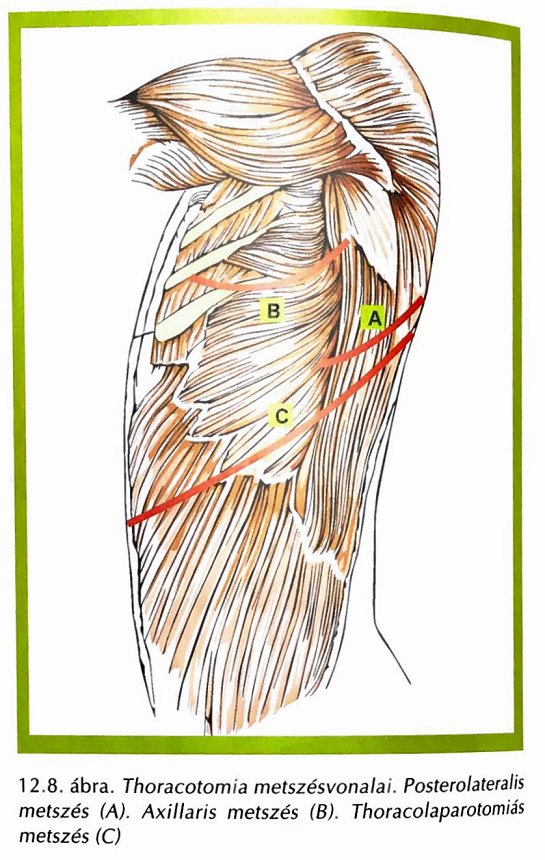 B
A
C
12.8. ábra. Thoracotomia metszésvonalai. Posterolateralis
metszés (A). Axillaris metszés (B). Thoracolaparotomiás
metszés (C)